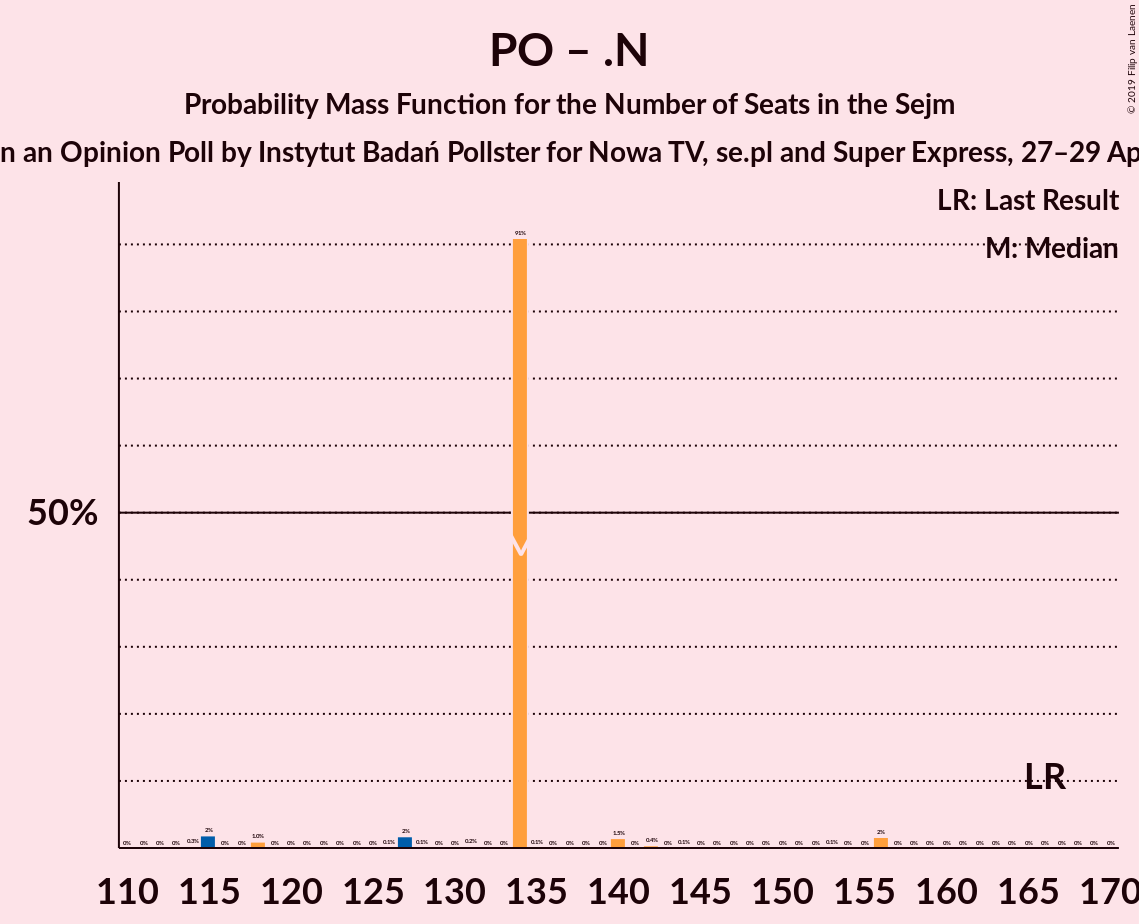 PO – .N
Probability Mass Function for the Number of Seats in the Sejm
n an Opinion Poll by Instytut Badań Pollster for Nowa TV, se.pl and Super Express, 27–29 Ap
© 2019 Filip van Laenen
LR: Last Result
M: Median
50%
M
LR
91%
0% 0% 0% 0% 0.3% 2% 0% 0% 1.0% 0% 0% 0% 0% 0% 0% 0% 0.1% 2% 0.1% 0% 0% 0.2% 0% 0% 0.1% 0% 0% 0% 0% 1.5% 0% 0.4% 0% 0.1% 0% 0% 0% 0% 0% 0% 0% 0% 0.1% 0% 0% 2% 0% 0% 0% 0% 0% 0% 0% 0% 0% 0% 0% 0% 0% 0%
110 115 120 125 130 135 140 145 150 155 160 165 170